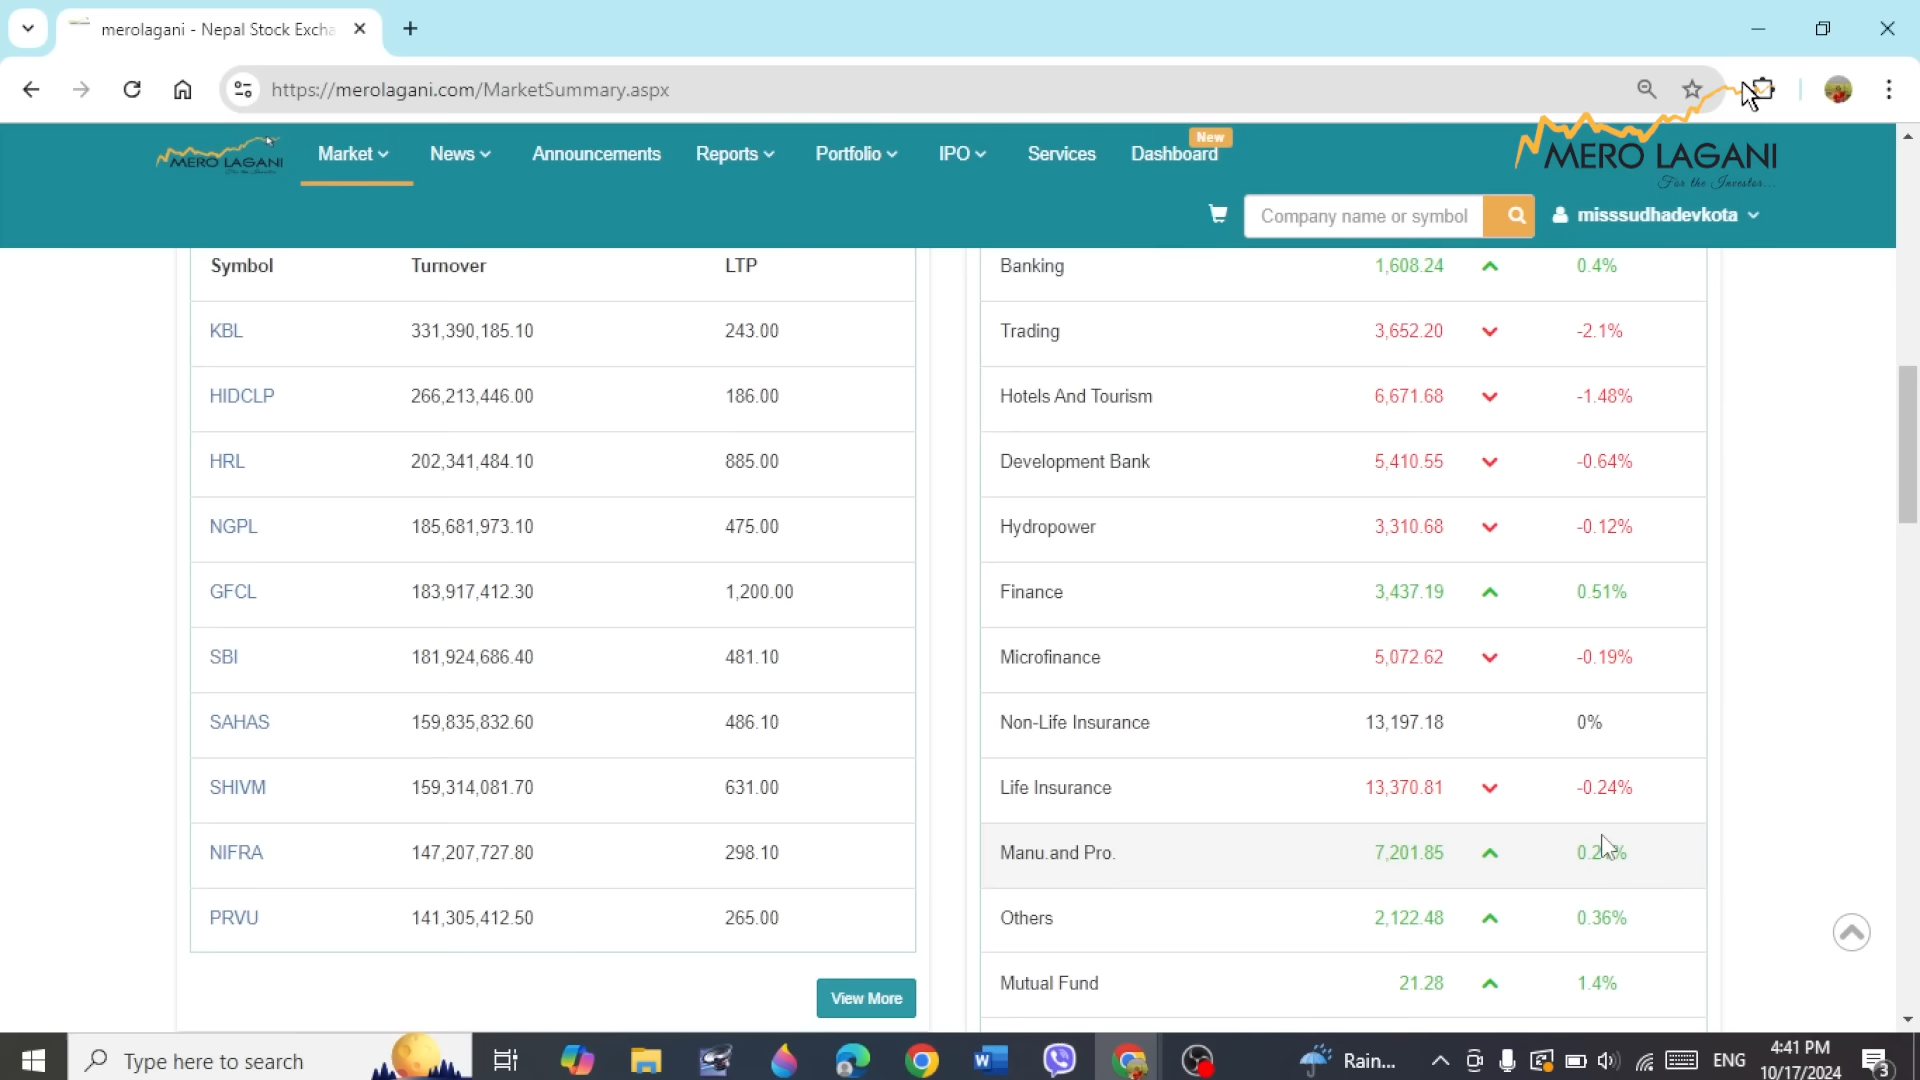 merolagani - Nepal Stock Excha
https://merolagani.com/MarketSummary.aspx
MERO LAGANI
For the Investor...
Market
News
Announcements
Reports
Portfolio
IPO
Services
Dashboard
New
MERO LAGANI
For the Investor...
Company name or symbol
misssudhadevkota
Symbol Turnover LTP
KBL 331,390,185.10 243.00
HIDCLP 266,213,446.00 186.00
HRL 202,341,484.10 885.00
NGPL 185,681,973.10 475.00
GFCL 183,917,412.30 1,200.00
SBI 181,924,686.40 481.10
SAHAS 159,835,832.60 486.10
SHIVM 159,314,081.70 631.00
NIFRA 147,207,727.80 298.10
PRVU 141,305,412.50 265.00
View More
Banking 1,608.24 0.4%
Trading 3,652.20 -2.1%
Hotels And Tourism 6,671.68 -1.48%
Development Bank 5,410.55 -0.64%
Hydropower 3,310.68 -0.12%
Finance 3,437.19 0.51%
Microfinance 5,072.62 -0.19%
Non-Life Insurance 13,197.18 0%
Life Insurance 13,370.81 -0.24%
Manu.and Pro. 7,201.85
Others 2,122.48 0.36%
Mutual Fund 21.28 1.4%
Type here to search
Rain...
ENG
4:41 PM
10/17/2024
3